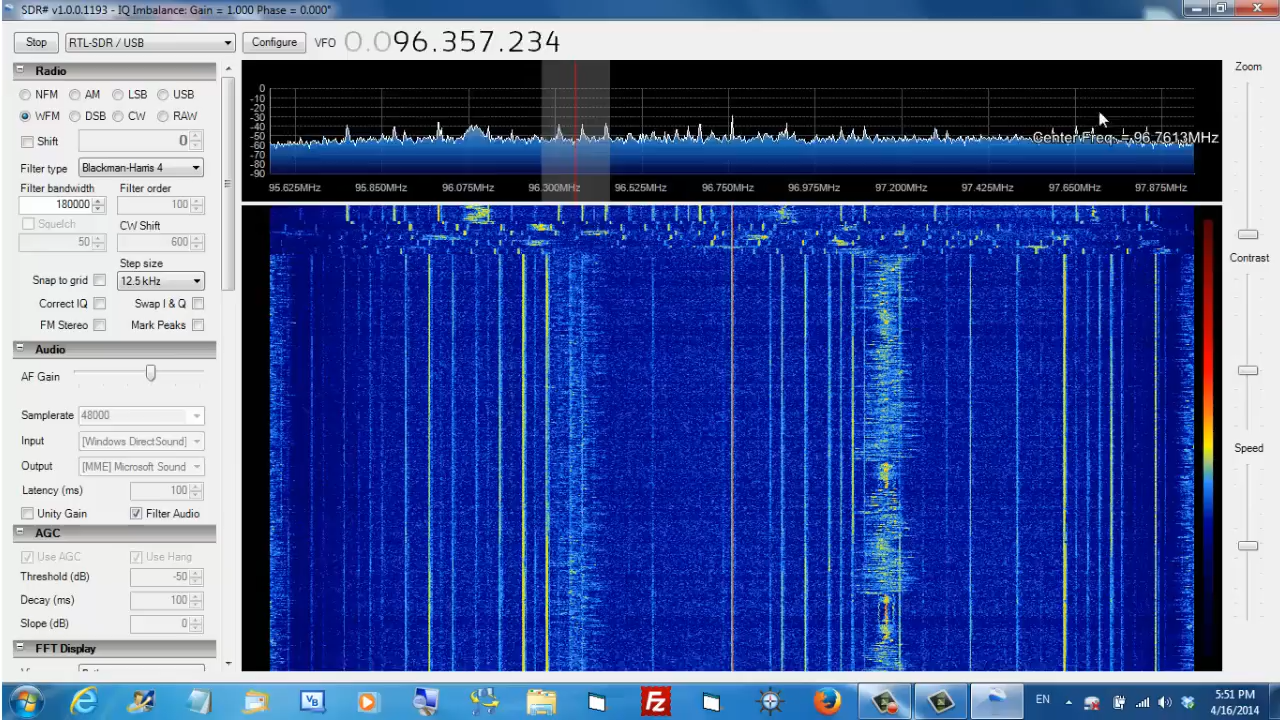 SDR# v1.0.0.1193 - IQ Imbalance: Gain = 1.000 Phase = 0.000°
Stop RTL-SDR / USB Configure VFO 0.096.357.234
Radio
NFM AM LSB USB
WFM DSB CW RAW
Shift 0
Filter type Blackman-Harris 4
Filter bandwidth Filter order
180000 100
Squelch CW Shift
50 600
Step size
Snap to grid 12.5 kHz
Correct IQ Swap I & Q
FM Stereo Mark Peaks
Audio
AF Gain
Samplerate 48000
Input [Windows DirectSound]
Output [MME] Microsoft Sound
Latency (ms) 100
Unity Gain Filter Audio
AGC
Use AGC Use Hang
Threshold (dB) -50
Decay (ms) 100
Slope (dB) 0
FFT Display
0
-10
-20
-30
-40
-50
-60
-70
-80
-90
Center Freq. = 96.7613MHz
95.625MHz 95.850MHz 96.075MHz 96.300MHz 96.525MHz 96.750MHz 96.975MHz 97.200MHz 97.425MHz 97.650MHz 97.875MHz
Zoom
Contrast
Speed
VB
FZ
EN
5:51 PM
4/16/2014